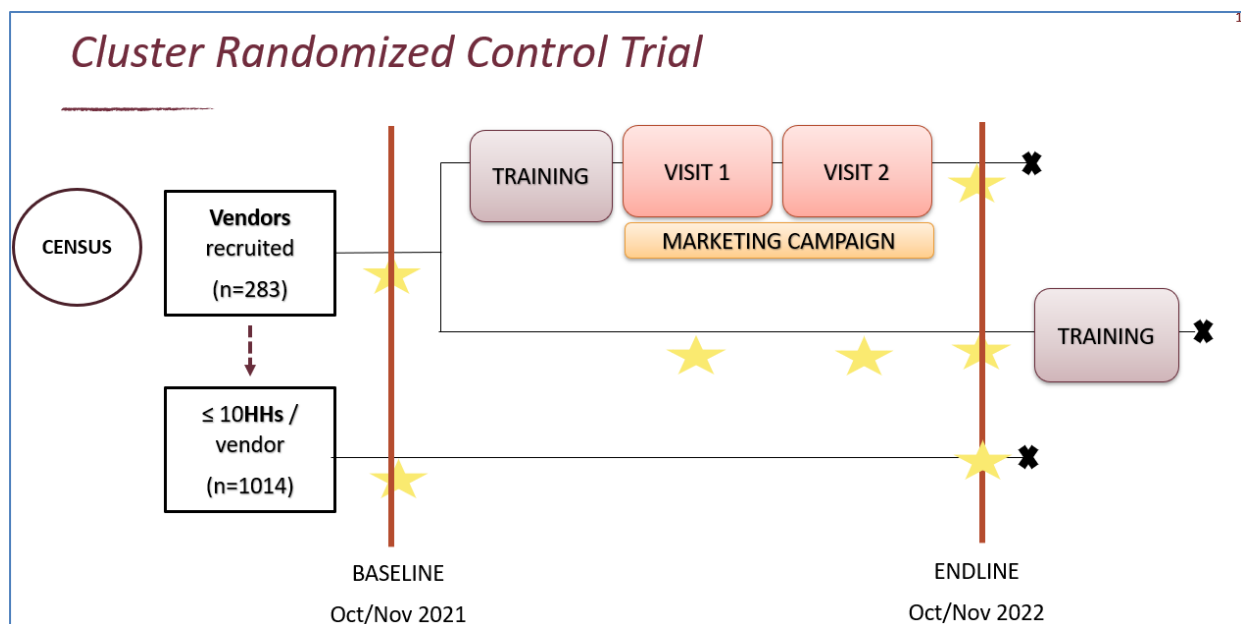 1
Cluster Randomized Control Trial
CENSUS
Vendors
recruited
(n=283)
TRAINING
VISIT 1
VISIT 2
MARKETING CAMPAIGN
TRAINING
≤ 10HHs /
vendor
(n=1014)
BASELINE
Oct/Nov 2021
ENDLINE
Oct/Nov 2022